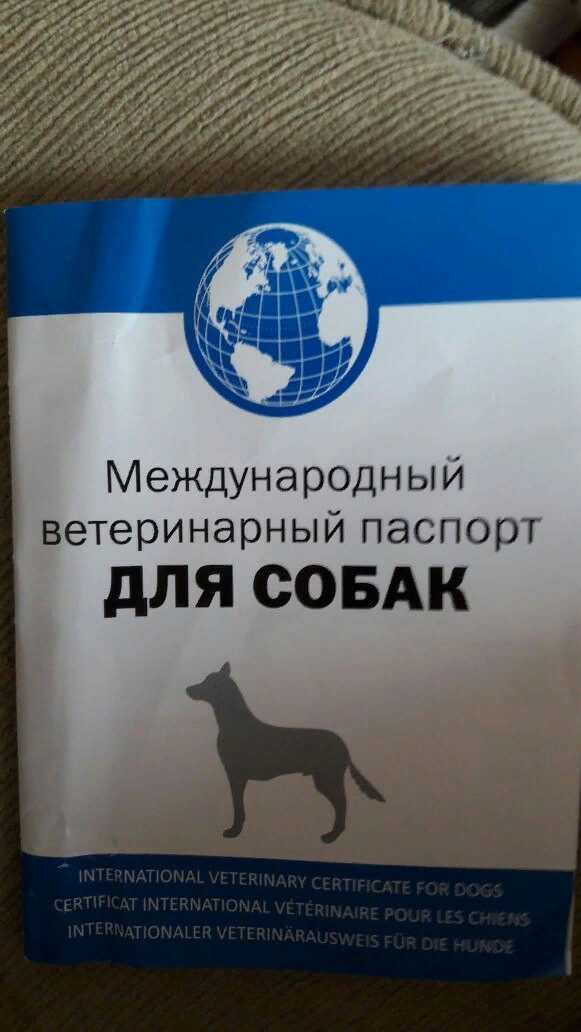 Международный
ветеринарный паспорт
ДЛЯ СОБАК
INTERNATIONAL VETERINARY CERTIFICATE FOR DOGS
CERTIFICAT INTERNATIONAL VÉTÉRINAIRE POUR LES CHIENS
INTERNATIONALER VETERINÄRAUSWEIS FÜR DIE HUNDE